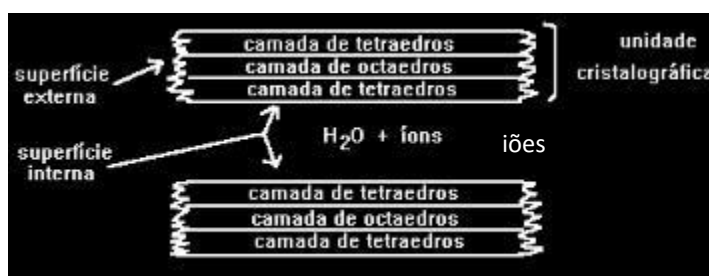 camada de tetraedros
camada de octaedros
camada de tetraedros
unidade
cristalográfica
superfície
externa
H₂O + íons
iões
superfície
interna
camada de tetraedros
camada de octaedros
camada de tetraedros